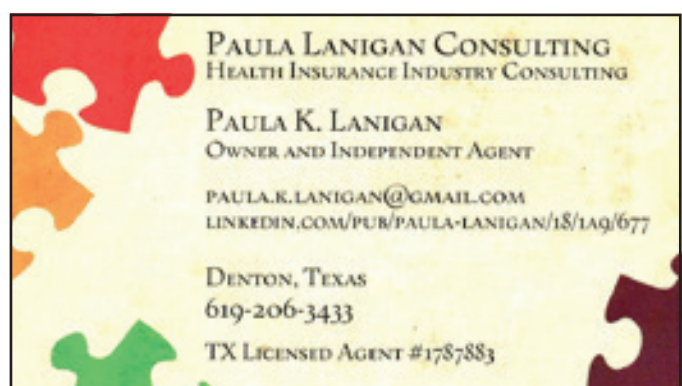 Paula Lanigan Consulting
Health Insurance Industry Consulting
Paula K. Lanigan
Owner and Independent Agent
paula.k.lanigan@gmail.com
linkedin.com/pub/paula-lanigan/18/1a9/677
Denton, Texas
619-206-3433
TX Licensed Agent #1787883